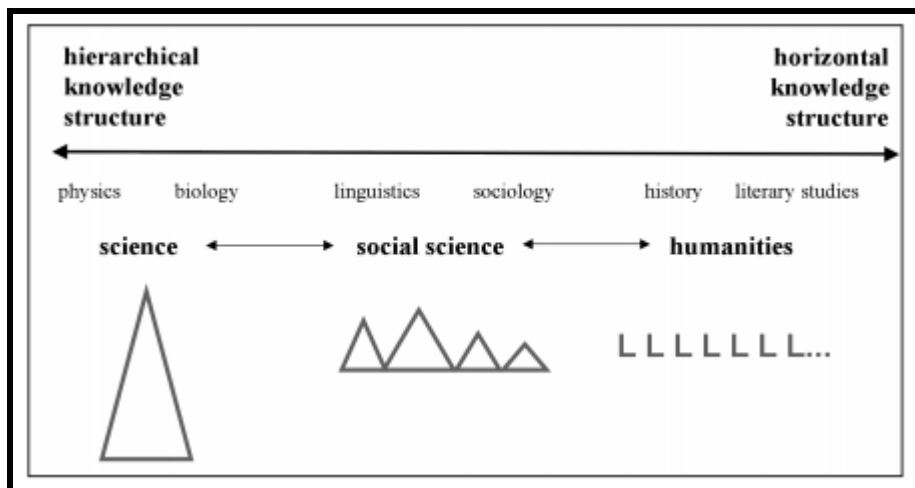 hierarchical
knowledge
structure
horizontal
knowledge
structure
physics biology linguistics sociology history literary studies
science social science humanities
L L L L L L L...